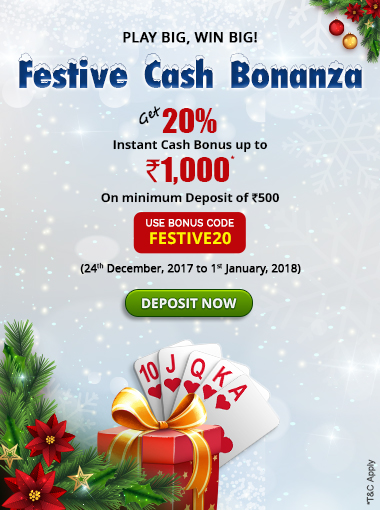 PLAY BIG, WIN BIG!
Festive Cash Bonanza
Get 20%
Instant Cash Bonus up to
₹1,000*
On minimum Deposit of ₹500
USE BONUS CODE
FESTIVE20
(24th December, 2017 to 1st January, 2018)
DEPOSIT NOW
10 J Q K A
*T&C Apply